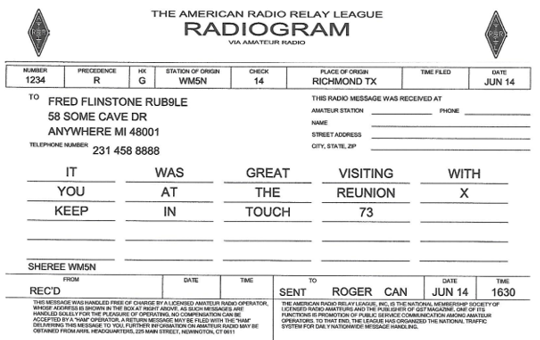 THE AMERICAN RADIO RELAY LEAGUE
RADIOGRAM
VIA AMATEUR RADIO
NUMBER PRECEDENCE HX STATION OF ORIGIN CHECK PLACE OF ORIGIN TIME FILED DATE
1234 R G WM5N 14 RICHMOND TX JUN 14
TO FRED FLINSTONE RUB9LE
58 SOME CAVE DR
ANYWHERE MI 48001
TELEPHONE NUMBER 231 458 8888
THIS RADIO MESSAGE WAS RECEIVED AT
AMATEUR STATION PHONE
NAME
STREET ADDRESS
CITY, STATE, ZIP
IT WAS GREAT VISITING WITH
YOU AT THE REUNION X
KEEP IN TOUCH 73
SHEREE WM5N
FROM DATE TIME TO DATE TIME
REC'D SENT ROGER CAN JUN 14 1630
THIS MESSAGE WAS HANDLED FREE OF CHARGE BY A LICENSED AMATEUR RADIO OPERATOR,
WHOSE ADDRESS IS SHOWN IN THE BOX AT RIGHT ABOVE. AS SUCH MESSAGES ARE
HANDLED SOLELY FOR THE PLEASURE OF OPERATING, NO COMPENSATION CAN BE
ACCEPTED BY A "HAM" OPERATOR. A RETURN MESSAGE MAY BE FILED WITH THE "HAM"
DELIVERING THIS MESSAGE TO YOU. FURTHER INFORMATION ON AMATEUR RADIO MAY BE
OBTAINED FROM ARRL HEADQUARTERS, 225 MAIN STREET, NEWINGTON, CT 0611
THE AMERICAN RADIO RELAY LEAGUE, INC. IS THE NATIONAL MEMBERSHIP SOCIETY OF
LICENSED RADIO AMATEURS AND THE PUBLISHER OF QST MAGAZINE. ONE OF ITS
FUNCTIONS IS PROMOTION OF PUBLIC SERVICE COMMUNICATION AMONG AMATEUR
OPERATORS. TO THAT END, THE LEAGUE HAS ORGANIZED THE NATIONAL TRAFFIC
SYSTEM FOR DAILY NATIONWIDE MESSAGE HANDLING.